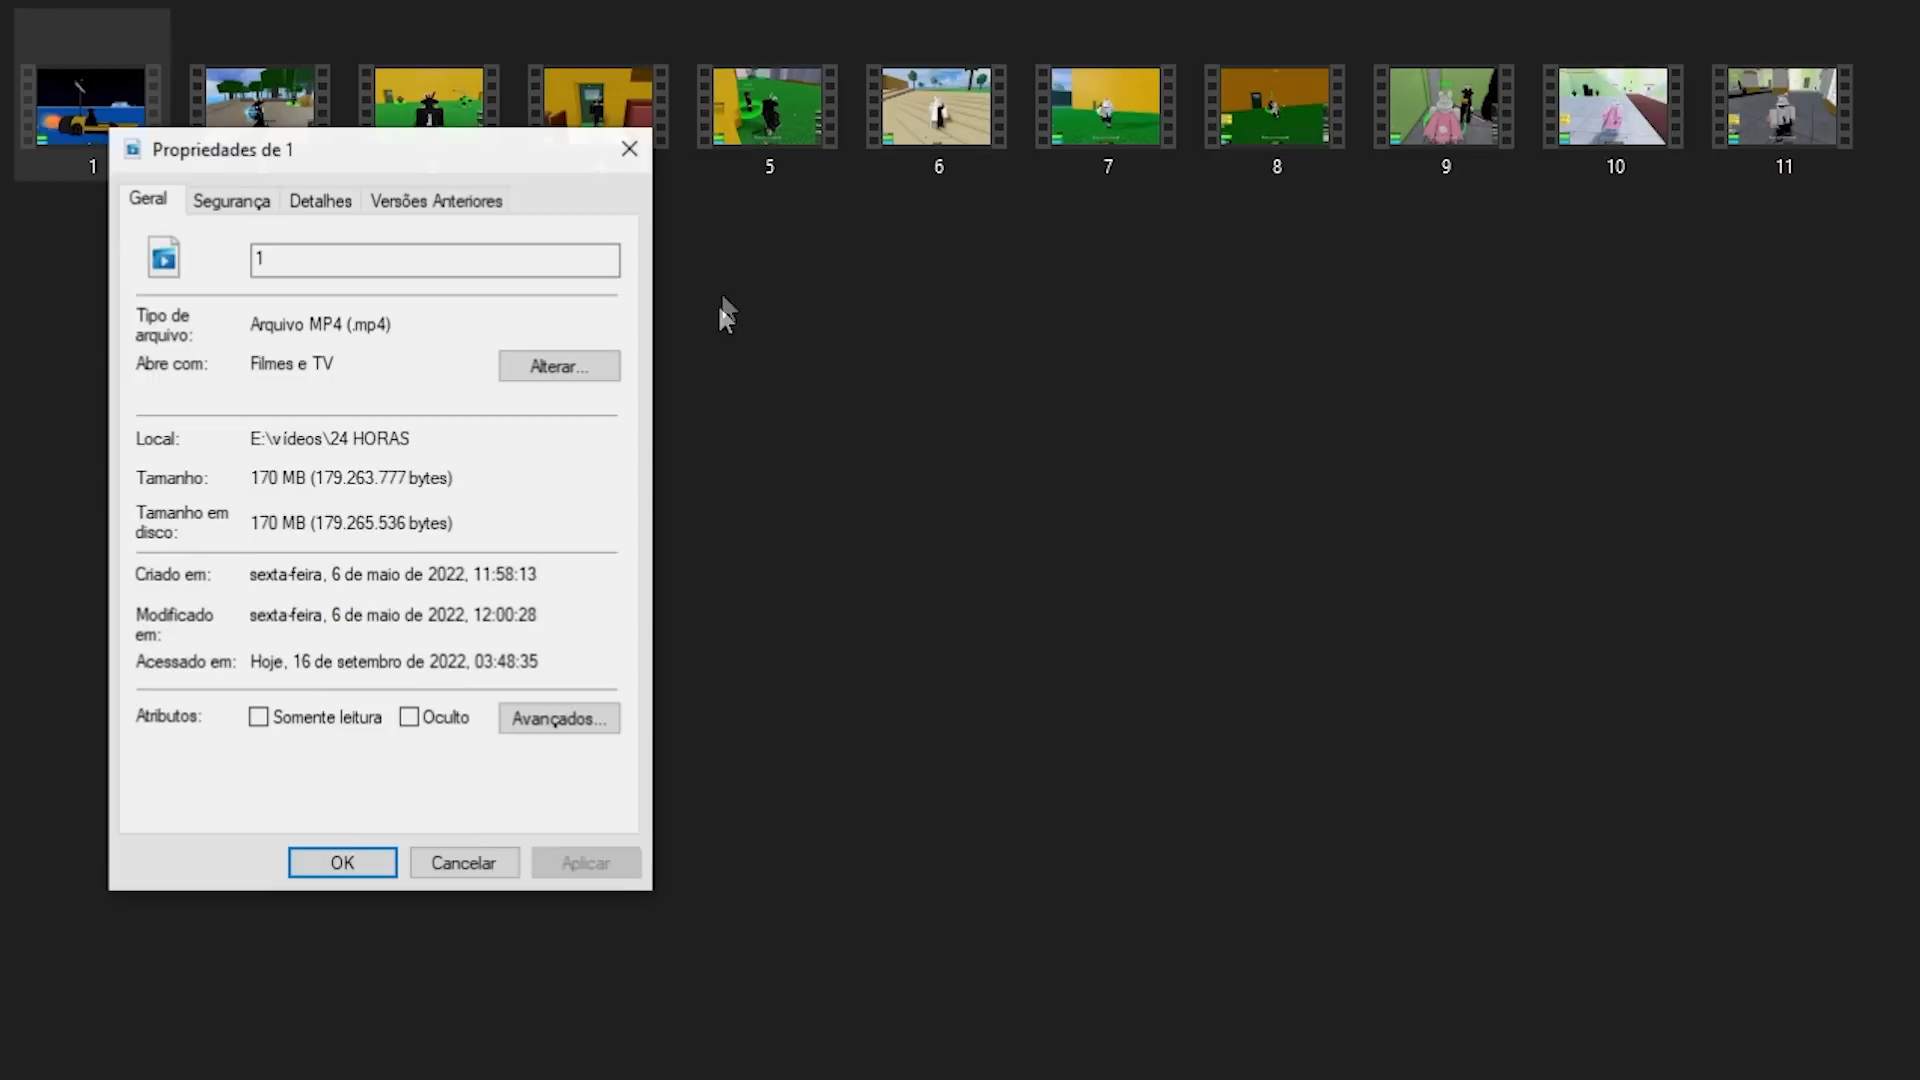 1
5
6
7
8
9
10
11
Propriedades de 1
Geral
Segurança
Detalhes
Versões Anteriores
1
Tipo de
arquivo:
Arquivo MP4 (.mp4)
Abre com:
Filmes e TV
Alterar...
Local:
E:\vídeos\24 HORAS
Tamanho:
170 MB (179.263.777 bytes)
Tamanho em
disco:
170 MB (179.265.536 bytes)
Criado em:
sexta-feira, 6 de maio de 2022, 11:58:13
Modificado
em:
sexta-feira, 6 de maio de 2022, 12:00:28
Acessado em:
Hoje, 16 de setembro de 2022, 03:48:35
Atributos:
Somente leitura
Oculto
Avançados...
OK
Cancelar
Aplicar